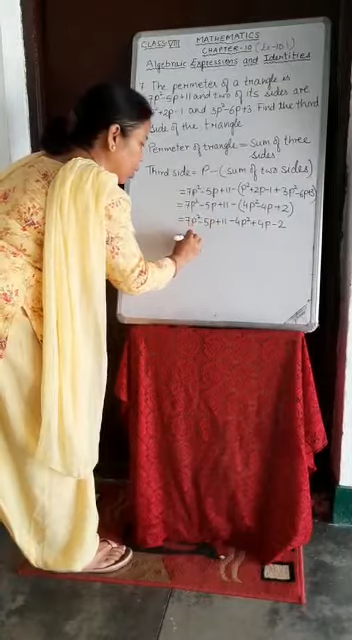 CLASS VIII MATHEMATICS
CHAPTER-10 (Ex-10.1)
Algebraic Expressions and Identities
7. The perimeter of a triangle is
7p²-5p+11 and two of its sides are
p²+2p-1 and 3p²-6p+3 Find the third
side of the triangle.
Perimeter of triangle = Sum of three
sides
Third side = P-(sum of two sides)
=7p²-5p+11-(p²+2p-1+3p²-6p+3)
=7p²-5p+11-(4p²-4p+2)
=7p²-5p+11-4p²+4p-2